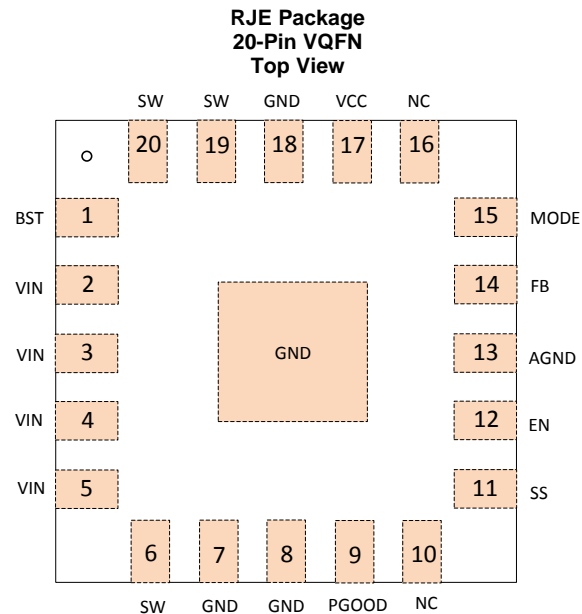 RJE Package
20-Pin VQFN
Top View
SW SW GND VCC NC
20 19 18 17 16
BST 1 15 MODE
VIN 2 14 FB
VIN 3 GND 13 AGND
VIN 4 12 EN
VIN 5 11 SS
6 7 8 9 10
SW GND GND PGOOD NC